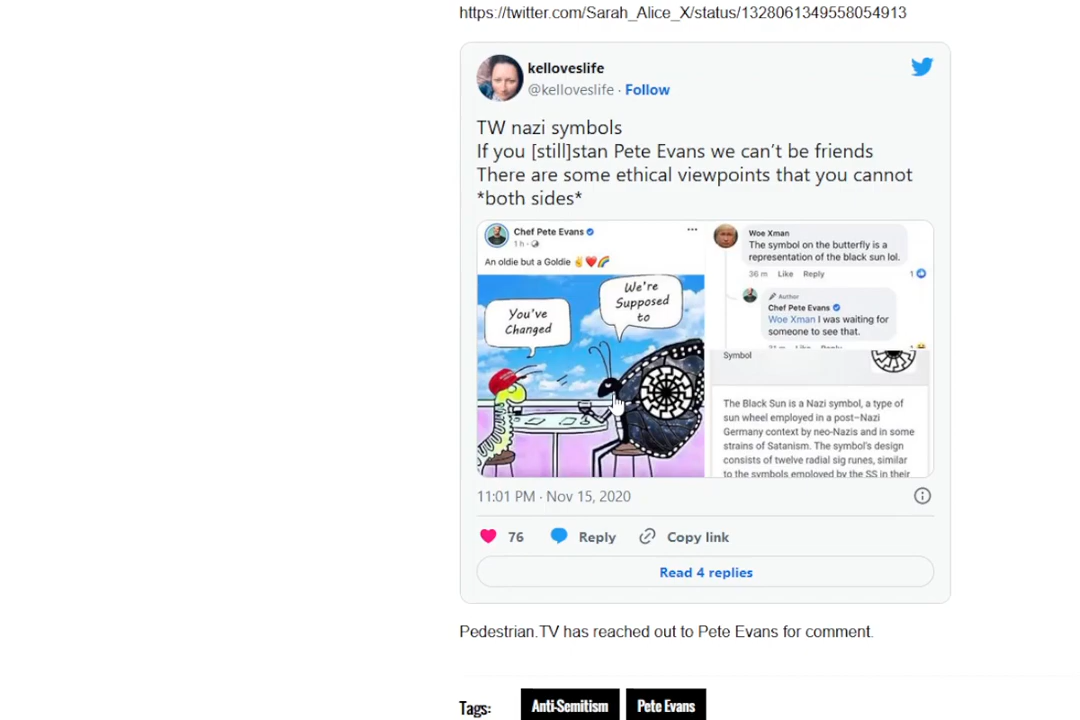 https://twitter.com/Sarah_Alice_X/status/1328061349558054913
kelloveslife
@kelloveslife · Follow
TW nazi symbols
If you [still]stan Pete Evans we can't be friends
There are some ethical viewpoints that you cannot
*both sides*
Chef Pete Evans
1 h ·
An oldie but a Goldie ✌️❤️🌈
You've
Changed
We're
Supposed
to
Woe Xman
The symbol on the butterfly is a
representation of the black sun lol.
36 m Like Reply 1
Author
Chef Pete Evans
Woe Xman I was waiting for
someone to see that.
Symbol
The Black Sun is a Nazi symbol, a type of
sun wheel employed in a post-Nazi
Germany context by neo-Nazis and in some
strains of Satanism. The symbol's design
consists of twelve radial sig runes, similar
to the symbols employed by the SS in their
11:01 PM · Nov 15, 2020
76 Reply Copy link
Read 4 replies
Pedestrian.TV has reached out to Pete Evans for comment.
Tags: Anti-Semitism Pete Evans